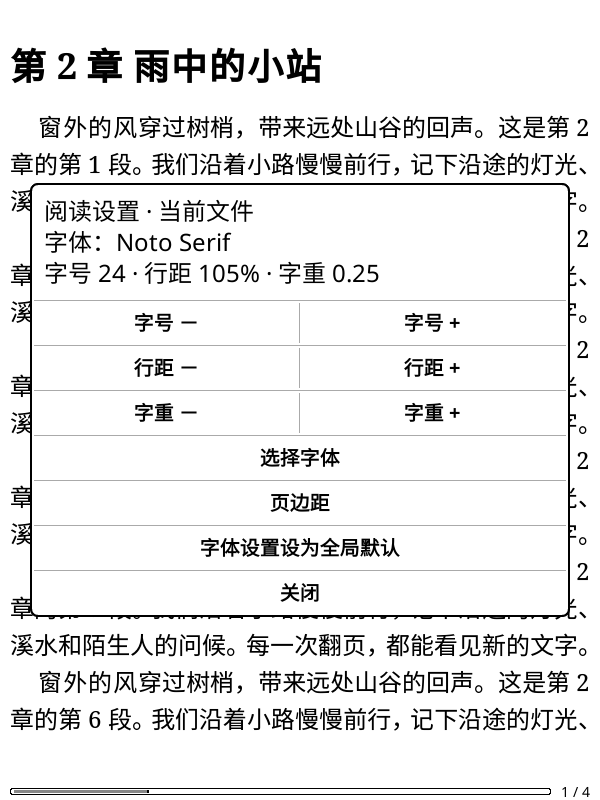 第 2 章 雨中的小站
窗外的风穿过树梢，带来远处山谷的回声。这是第 2
章的第 1 段。我们沿着小路慢慢前行，记下沿途的灯光、
阅读设置 · 当前文件
字体：Noto Serif
字号 24 · 行距 105% · 字重 0.25
字号 － 字号 +
行距 － 行距 +
字重 － 字重 +
选择字体
页边距
字体设置设为全局默认
关闭
溪水和陌生人的问候。每一次翻页，都能看见新的文字。
窗外的风穿过树梢，带来远处山谷的回声。这是第 2
章的第 6 段。我们沿着小路慢慢前行，记下沿途的灯光、
1 / 4